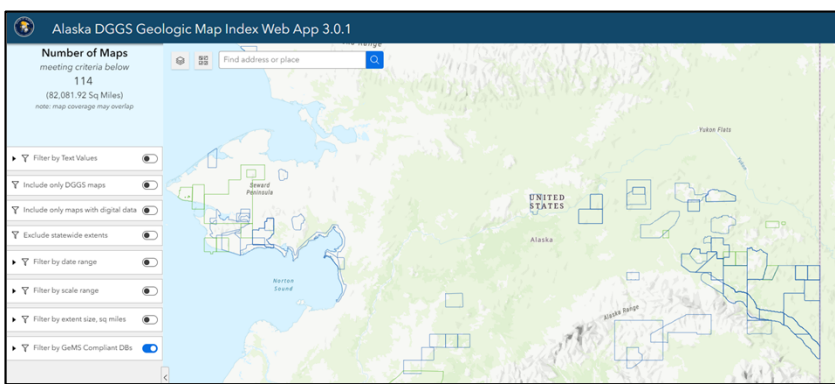 Alaska DGGS Geologic Map Index Web App 3.0.1
Number of Maps
meeting criteria below
114
(82,081.92 Sq Miles)
note: map coverage may overlap
Filter by Text Values
Include only DGGS maps
Include only maps with digital data
Exclude statewide extents
Filter by date range
Filter by scale range
Filter by extent size, sq miles
Filter by GeMS Compliant DBs
Find address or place
Range
Yukon Flats
Yukon
Seward
Peninsula
UNITED
STATES
Alaska
Norton
Sound
Alaska Range